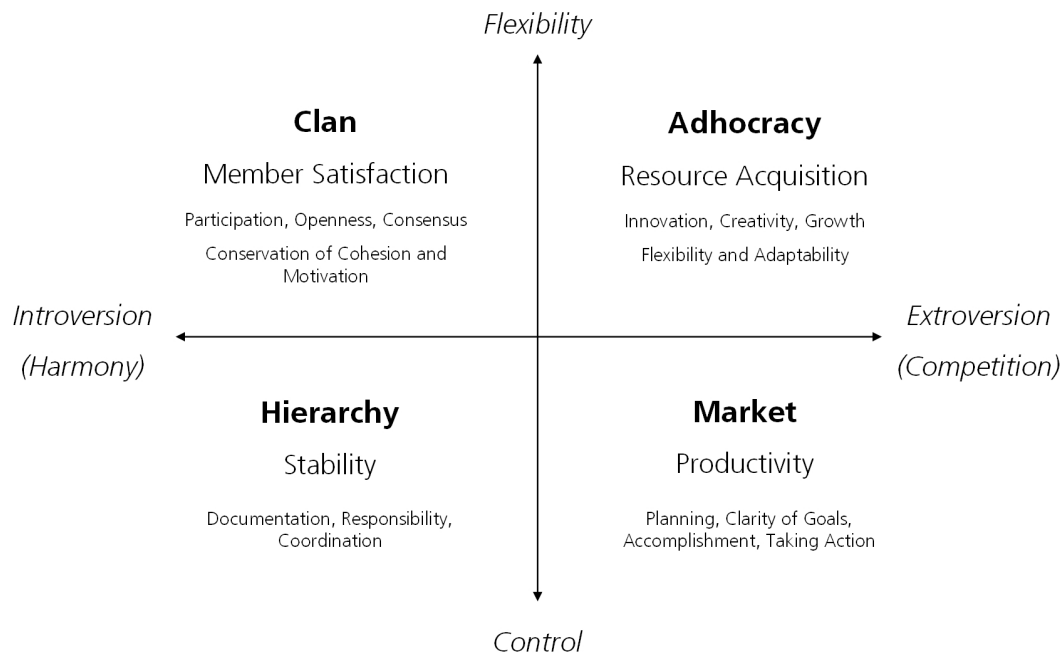 Flexibility
Clan
Member Satisfaction
Participation, Openness, Consensus
Conservation of Cohesion and
Motivation
Adhocracy
Resource Acquisition
Innovation, Creativity, Growth
Flexibility and Adaptability
Introversion
(Harmony)
Extroversion
(Competition)
Hierarchy
Stability
Documentation, Responsibility,
Coordination
Market
Productivity
Planning, Clarity of Goals,
Accomplishment, Taking Action
Control